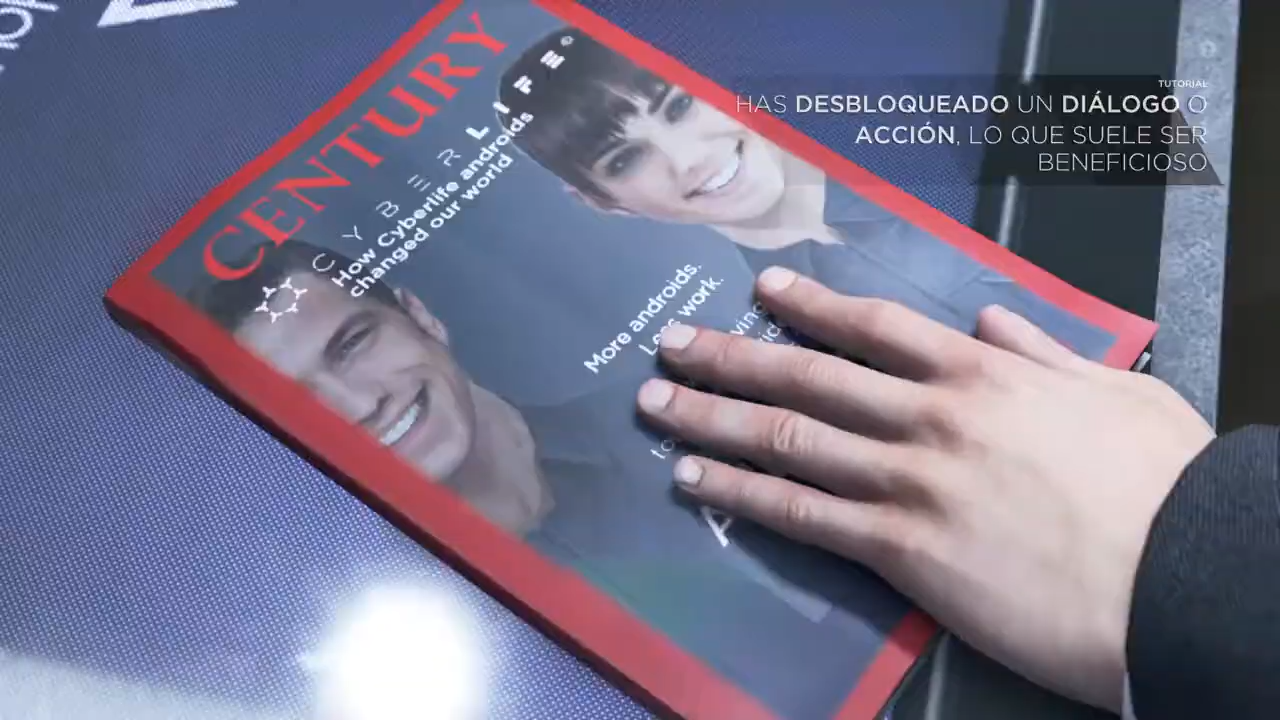 TUTORIAL
HAS DESBLOQUEADO UN DIÁLOGO O
ACCIÓN, LO QUE SUELE SER
BENEFICIOSO
CENTURY
CYBERLIFE
How Cyberlife androids
changed our world
More androids.
work.